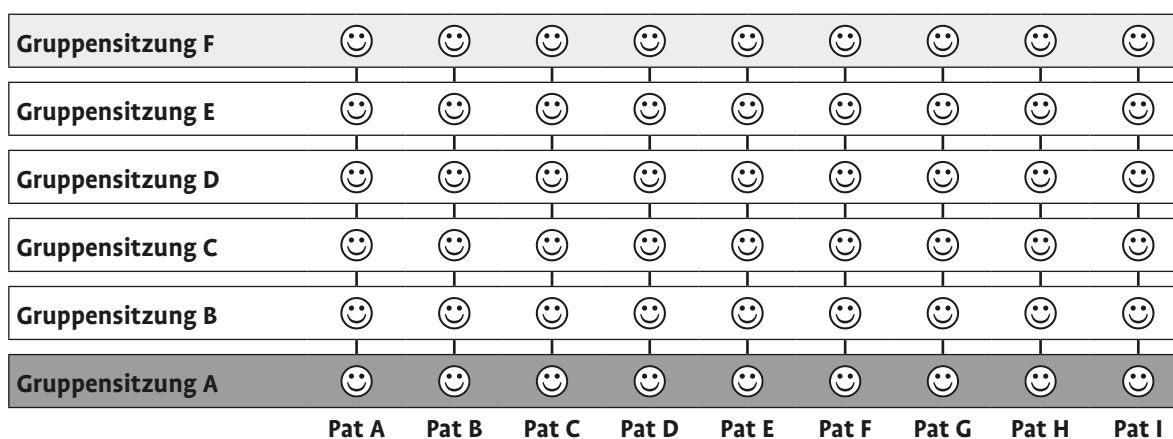 Gruppensitzung F
Gruppensitzung E
Gruppensitzung D
Gruppensitzung C
Gruppensitzung B
Gruppensitzung A
Pat A Pat B Pat C Pat D Pat E Pat F Pat G Pat H Pat I